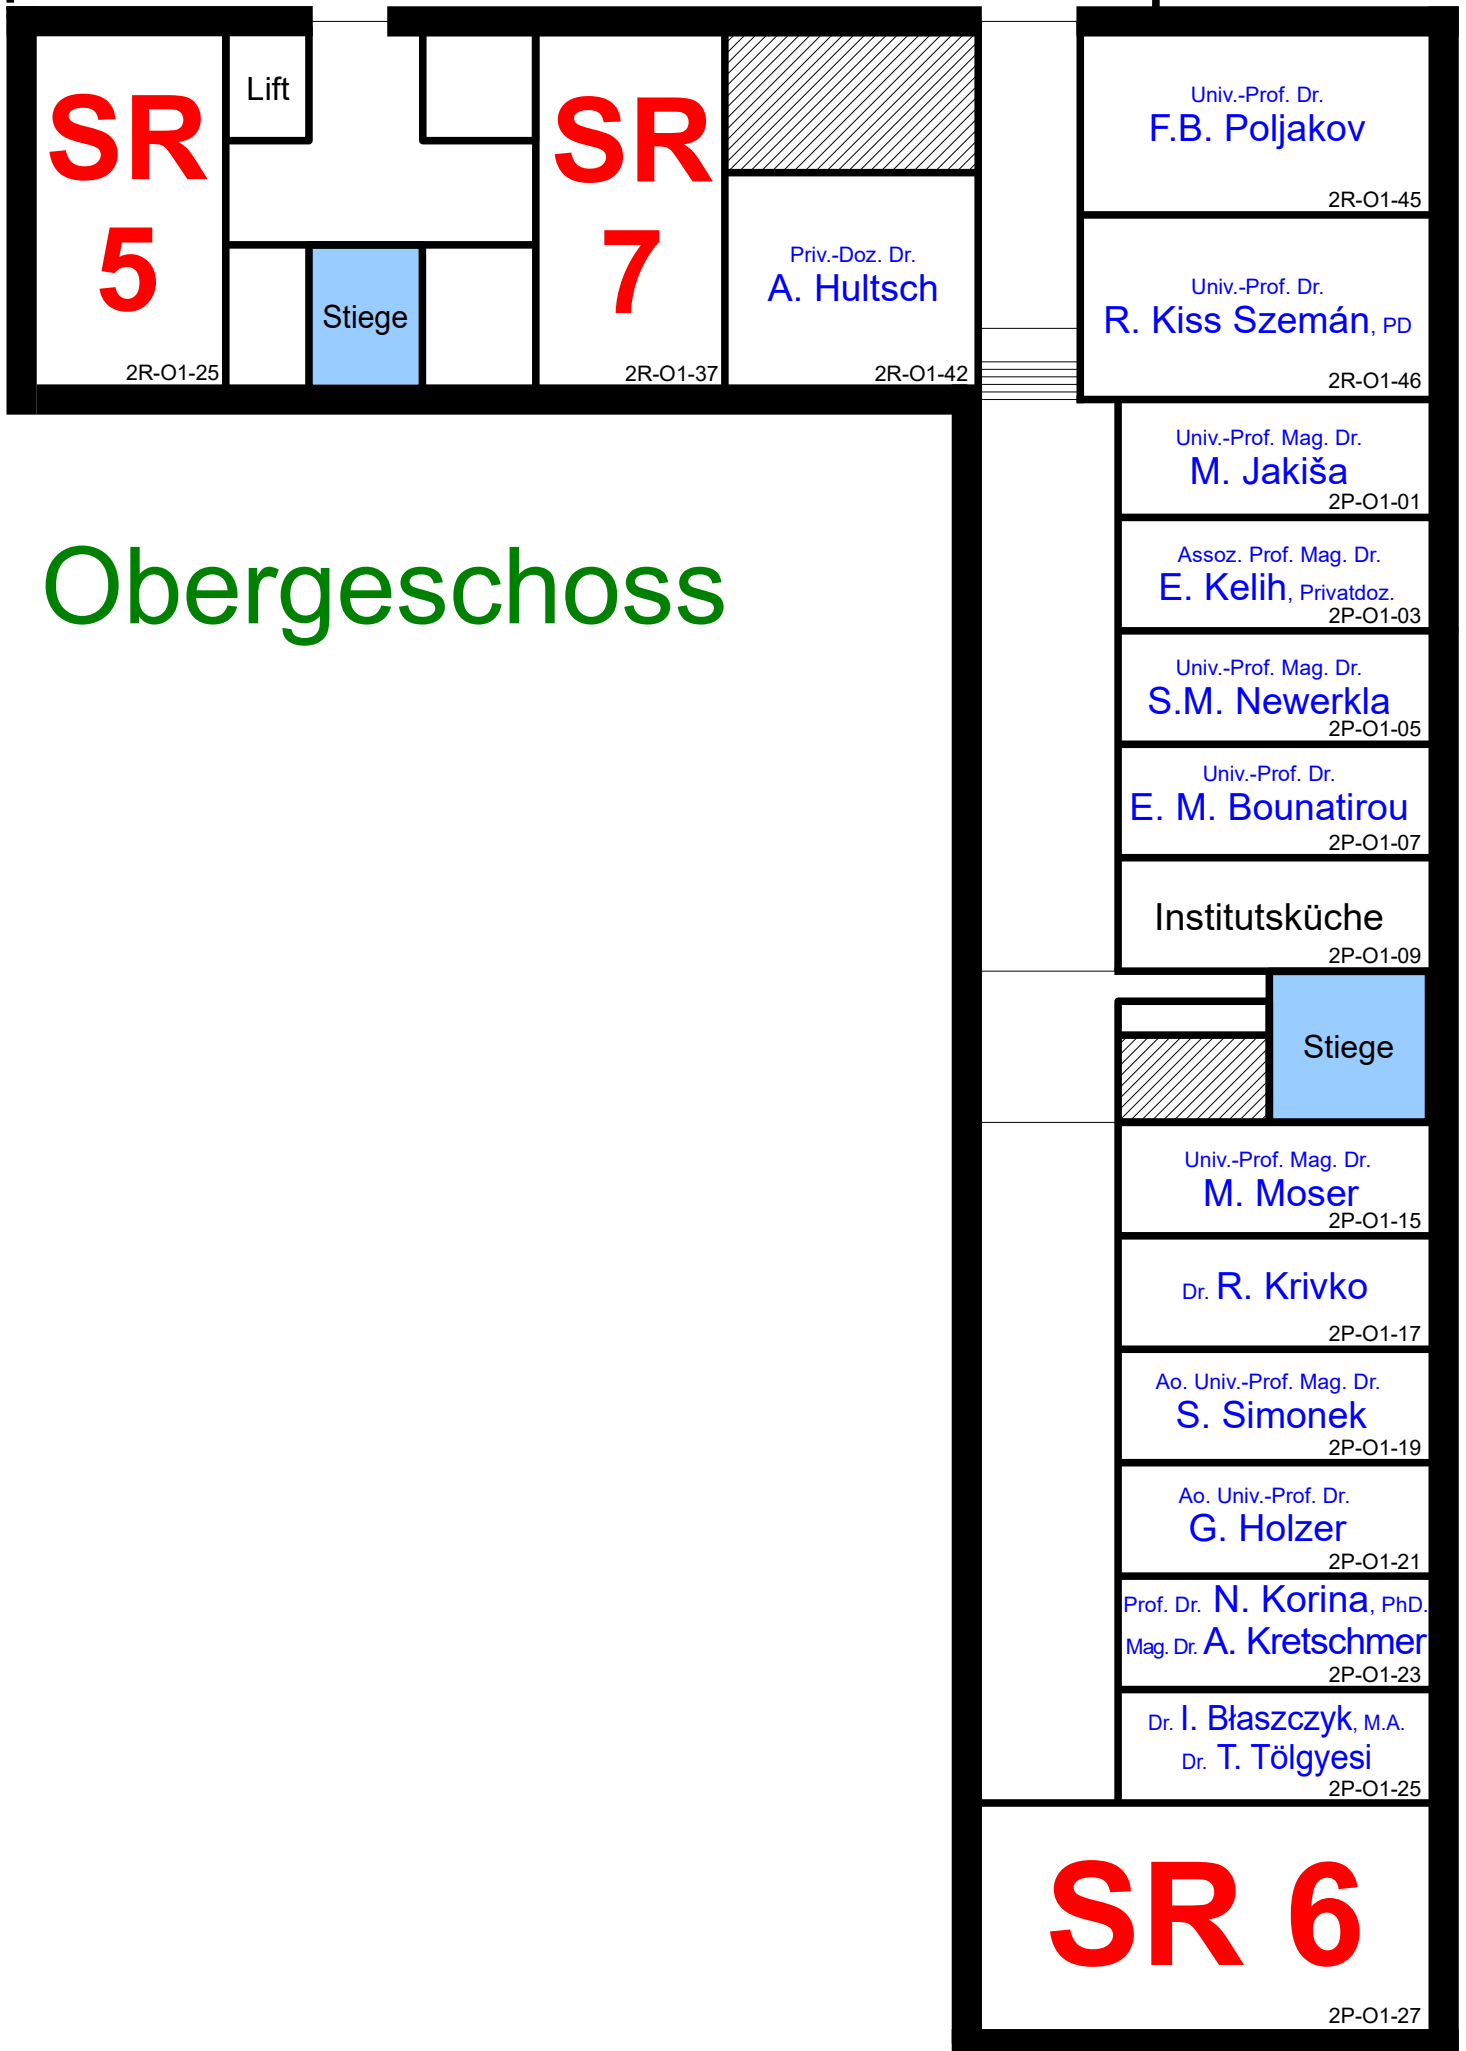 SR
5
2R-O1-25
Lift
Stiege
SR
7
2R-O1-37
Priv.-Doz. Dr.
A. Hultsch
2R-O1-42
Univ.-Prof. Dr.
F.B. Poljakov
2R-O1-45
Univ.-Prof. Dr.
R. Kiss Szemán, PD
2R-O1-46
Univ.-Prof. Mag. Dr.
M. Jakiša
2P-O1-01
Obergeschoss
Assoz. Prof. Mag. Dr.
E. Kelih, Privatdoz.
2P-O1-03
Univ.-Prof. Mag. Dr.
S.M. Newerkla
2P-O1-05
Univ.-Prof. Dr.
E. M. Bounatirou
2P-O1-07
Institutsküche
2P-O1-09
Stiege
Univ.-Prof. Mag. Dr.
M. Moser
2P-O1-15
Dr. R. Krivko
2P-O1-17
Ao. Univ.-Prof. Mag. Dr.
S. Simonek
2P-O1-19
Ao. Univ.-Prof. Dr.
G. Holzer
2P-O1-21
Prof. Dr. N. Korina, PhD.
Mag. Dr. A. Kretschmer
2P-O1-23
Dr. I. Błaszczyk, M.A.
Dr. T. Tölgyesi
2P-O1-25
SR 6
2P-O1-27